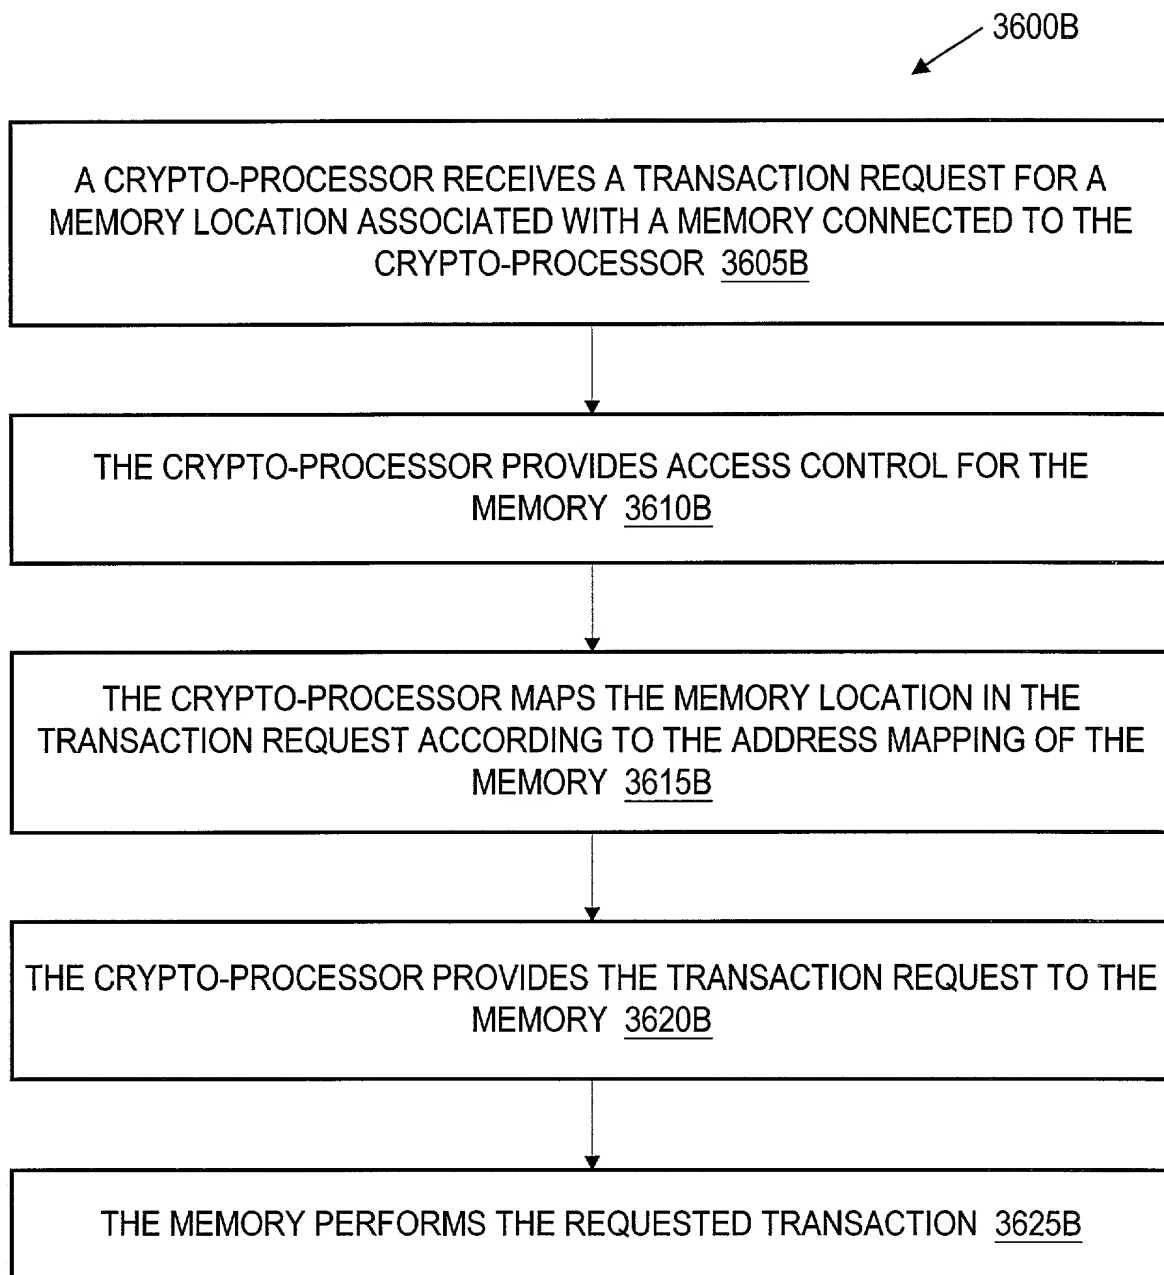 3600B
A CRYPTO-PROCESSOR RECEIVES A TRANSACTION REQUEST FOR A
MEMORY LOCATION ASSOCIATED WITH A MEMORY CONNECTED TO THE
CRYPTO-PROCESSOR 3605B
THE CRYPTO-PROCESSOR PROVIDES ACCESS CONTROL FOR THE
MEMORY 3610B
THE CRYPTO-PROCESSOR MAPS THE MEMORY LOCATION IN THE
TRANSACTION REQUEST ACCORDING TO THE ADDRESS MAPPING OF THE
MEMORY 3615B
THE CRYPTO-PROCESSOR PROVIDES THE TRANSACTION REQUEST TO THE
MEMORY 3620B
THE MEMORY PERFORMS THE REQUESTED TRANSACTION 3625B